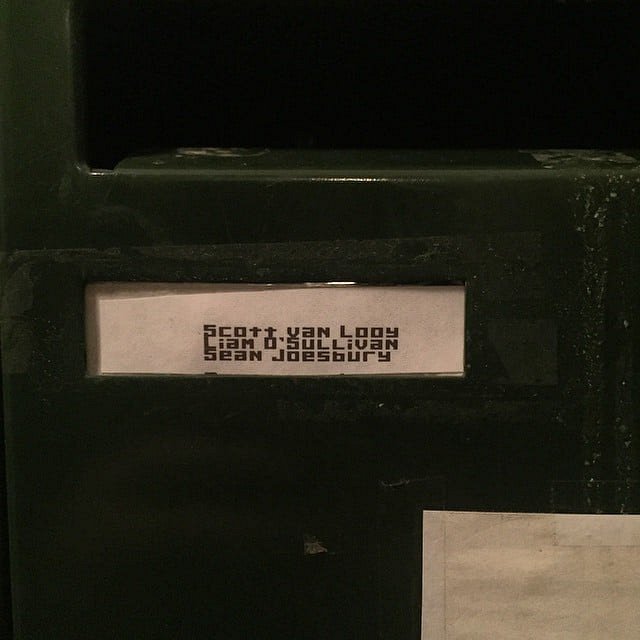 Scott van Looy
Liam O'Sullivan
Sean Joesbury